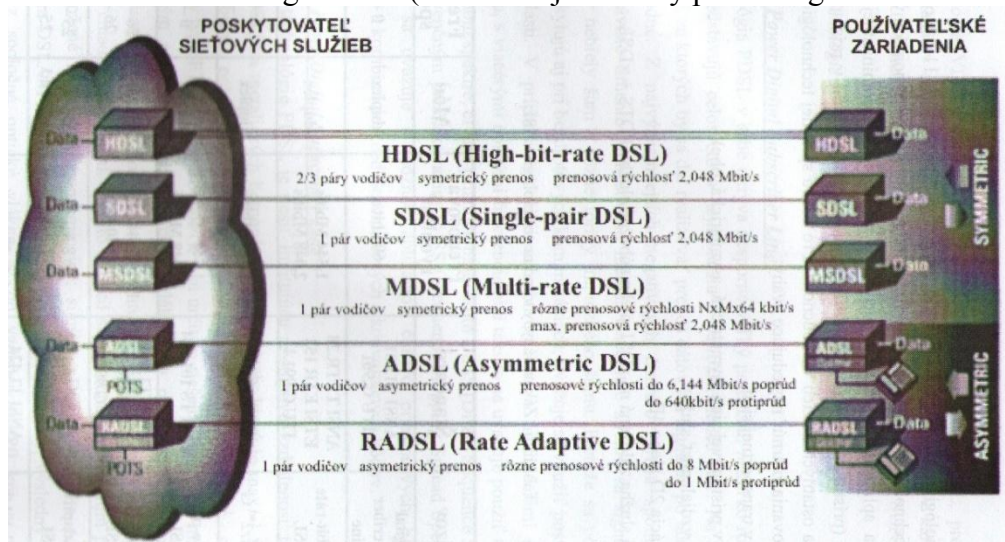 POSKYTOVATEĽ
SIEŤOVÝCH SLUŽIEB
POUŽÍVATEĽSKÉ
ZARIADENIA
Data
HDSL
HDSL
Data
HDSL (High-bit-rate DSL)
2/3 páry vodičov symetrický prenos prenosová rýchlosť 2,048 Mbit/s
Data
SDSL
SDSL
Data
SDSL (Single-pair DSL)
1 pár vodičov symetrický prenos prenosová rýchlosť 2,048 Mbit/s
Data
MSDSL
MSDSL
Data
MDSL (Multi-rate DSL)
1 pár vodičov symetrický prenos rôzne prenosové rýchlosti NxMx64 kbit/s
max. prenosová rýchlosť 2,048 Mbit/s
SYMMETRIC
Data
ADSL
POTS
ADSL
Data
ADSL (Asymmetric DSL)
1 pár vodičov asymetrický prenos prenosové rýchlosti do 6,144 Mbit/s poprúd
do 640kbit/s protiprúd
Data
RADSL
POTS
RADSL
Data
RADSL (Rate Adaptive DSL)
1 pár vodičov asymetrický prenos rôzne prenosové rýchlosti do 8 Mbit/s poprúd
do 1 Mbit/s protiprúd
ASYMMETRIC